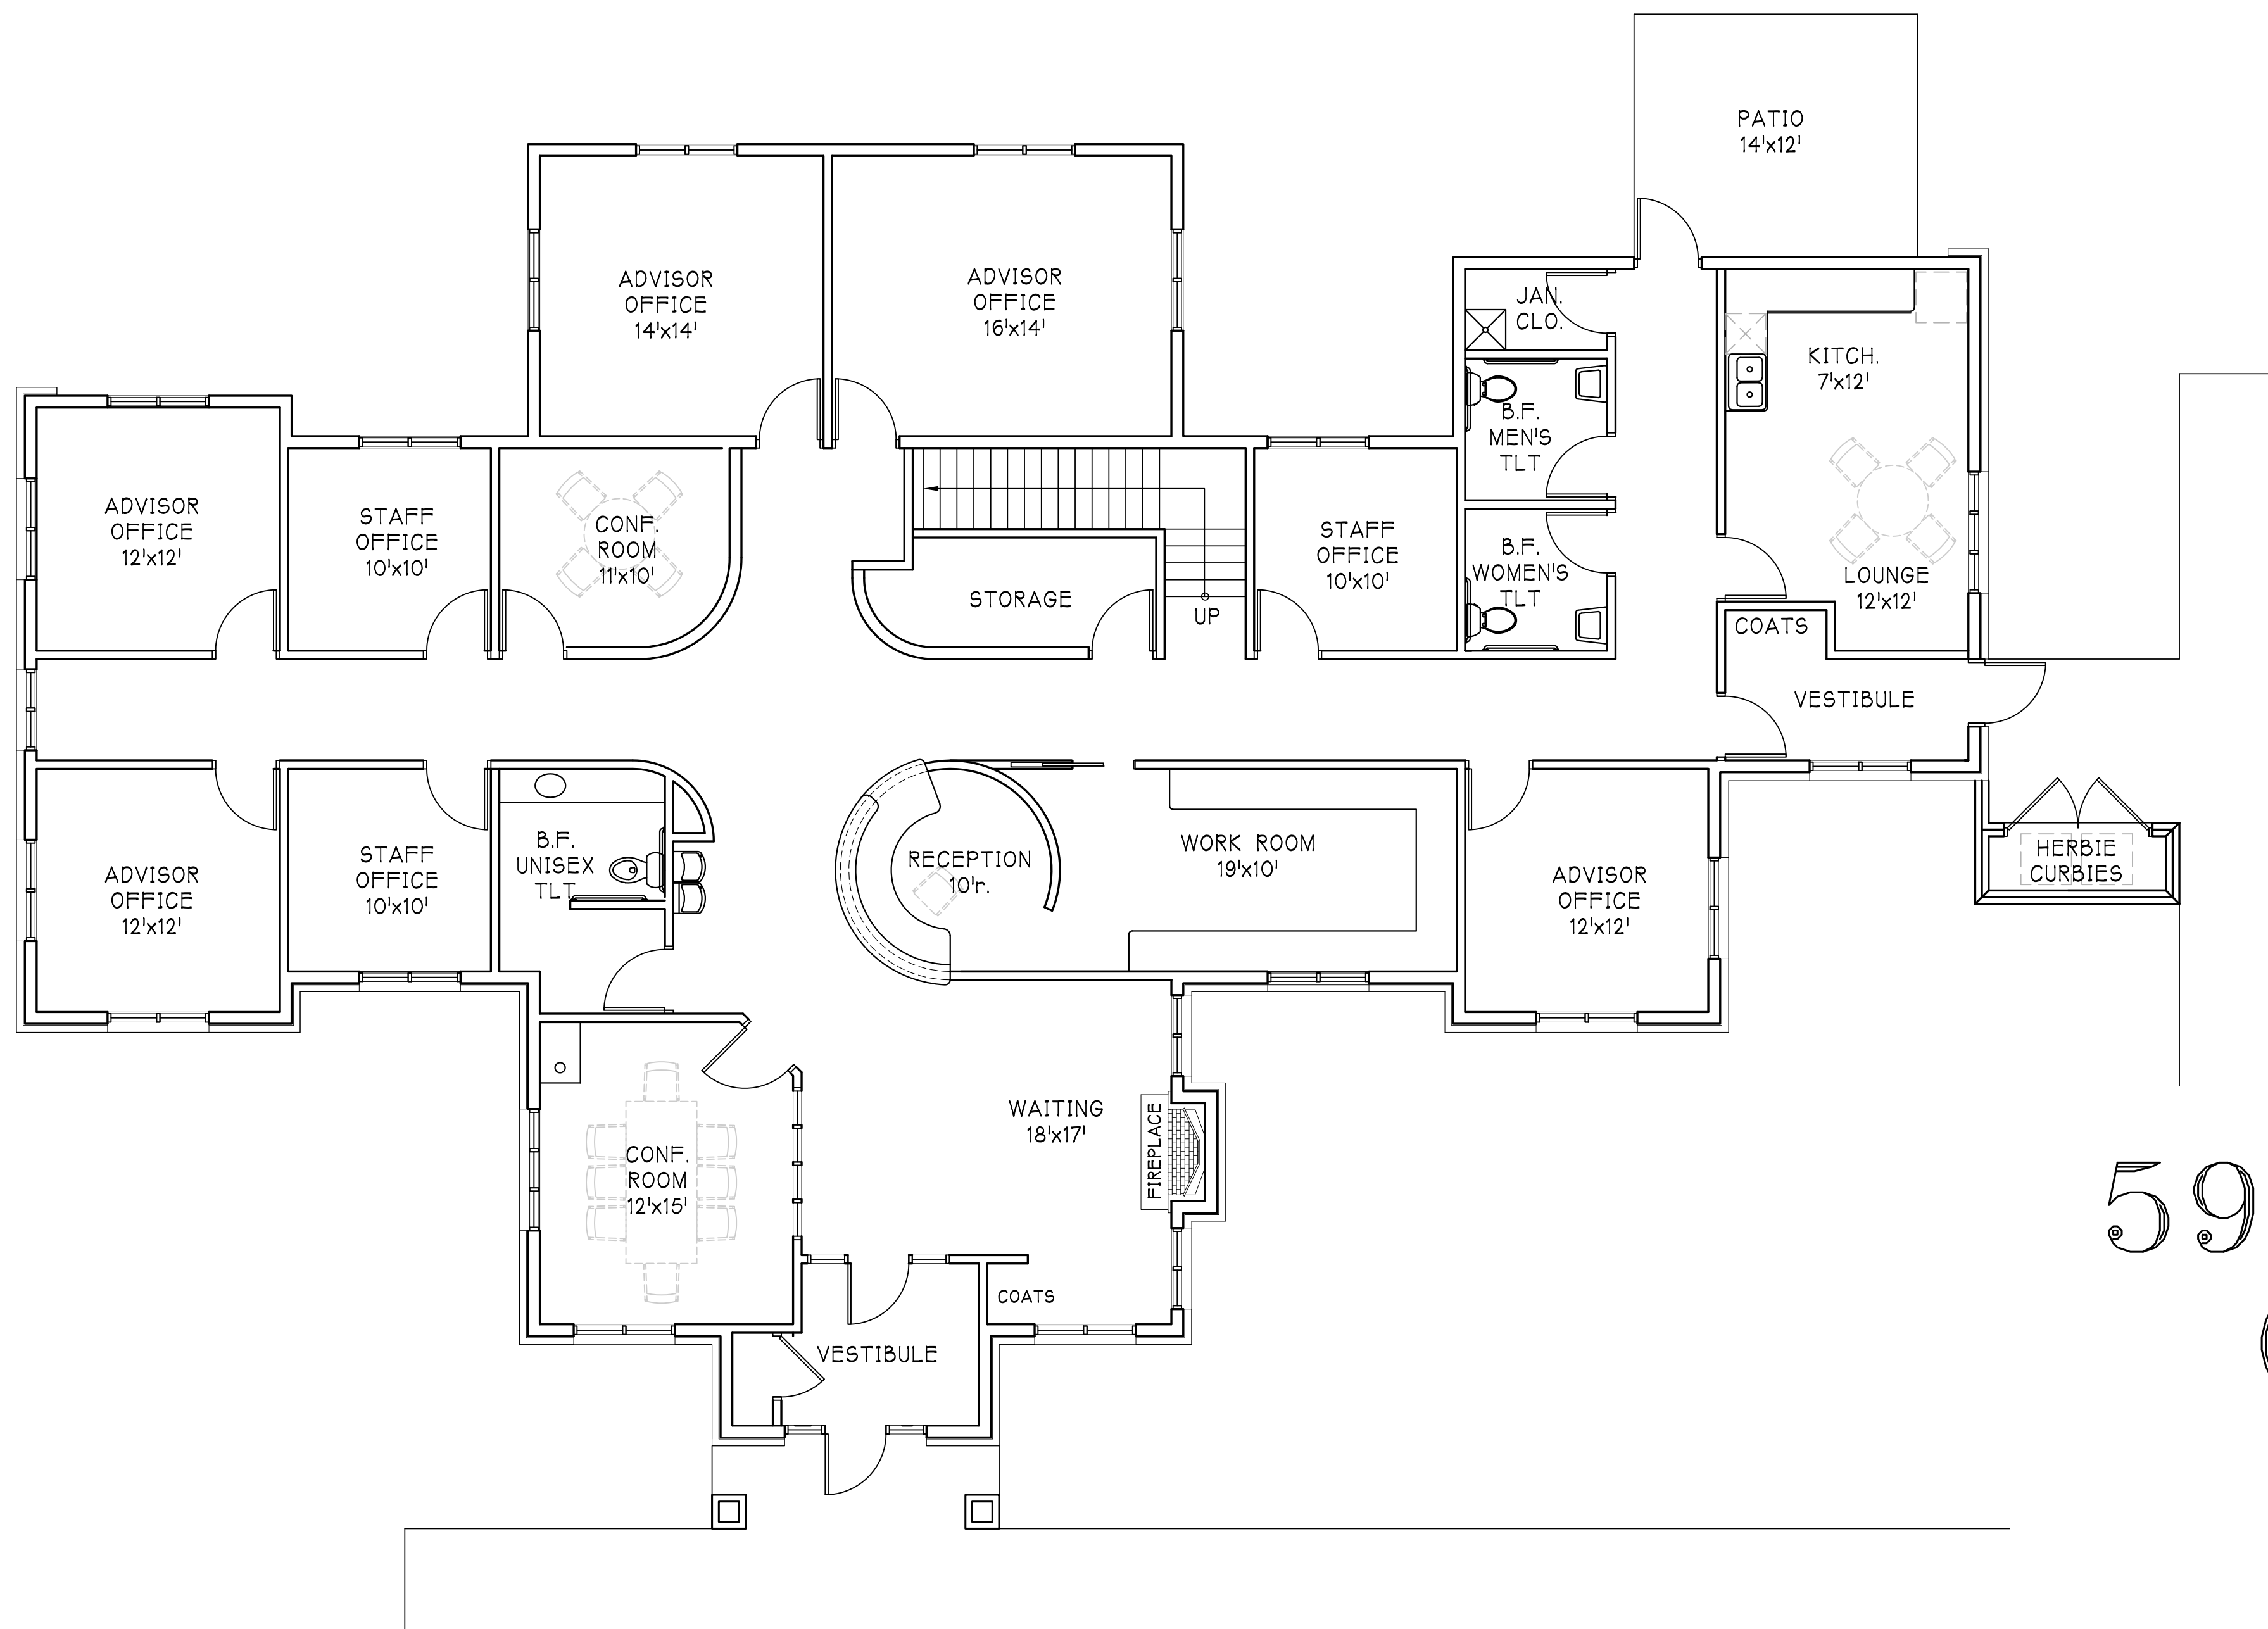 PATIO
14'x12'
ADVISOR
OFFICE
14'x14'
ADVISOR
OFFICE
16'x14'
JAN.
CLO.
KITCH.
7'x12'
B.F.
MEN'S
TLT
ADVISOR
OFFICE
12'x12'
STAFF
OFFICE
10'x10'
CONF.
ROOM
11'x10'
STORAGE
UP
STAFF
OFFICE
10'x10'
B.F.
WOMEN'S
TLT
LOUNGE
12'x12'
COATS
VESTIBULE
ADVISOR
OFFICE
12'x12'
STAFF
OFFICE
10'x10'
B.F.
UNISEX
TLT
RECEPTION
10'r.
WORK ROOM
19'x10'
ADVISOR
OFFICE
12'x12'
HERBIE
CURBIES
CONF.
ROOM
12'x15'
WAITING
18'x17'
FIREPLACE
59
COATS
VESTIBULE